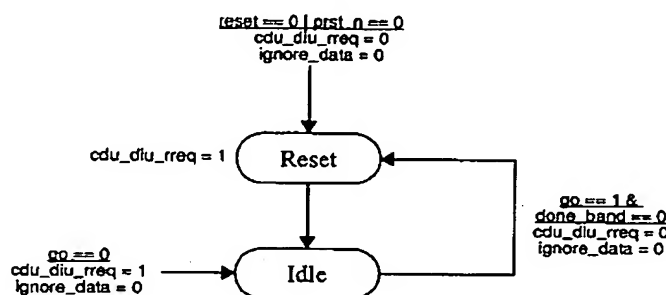 reset == 0 | prst_n == 0
cdu_diu_rreq = 0
ignore_data = 0
cdu_diu_rreq = 1
Reset
go == 1 &
done_band == 0
cdu_diu_rreq = 0
ignore_data = 0
go == 0
cdu_diu_rreq = 1
ignore_data = 0
Idle